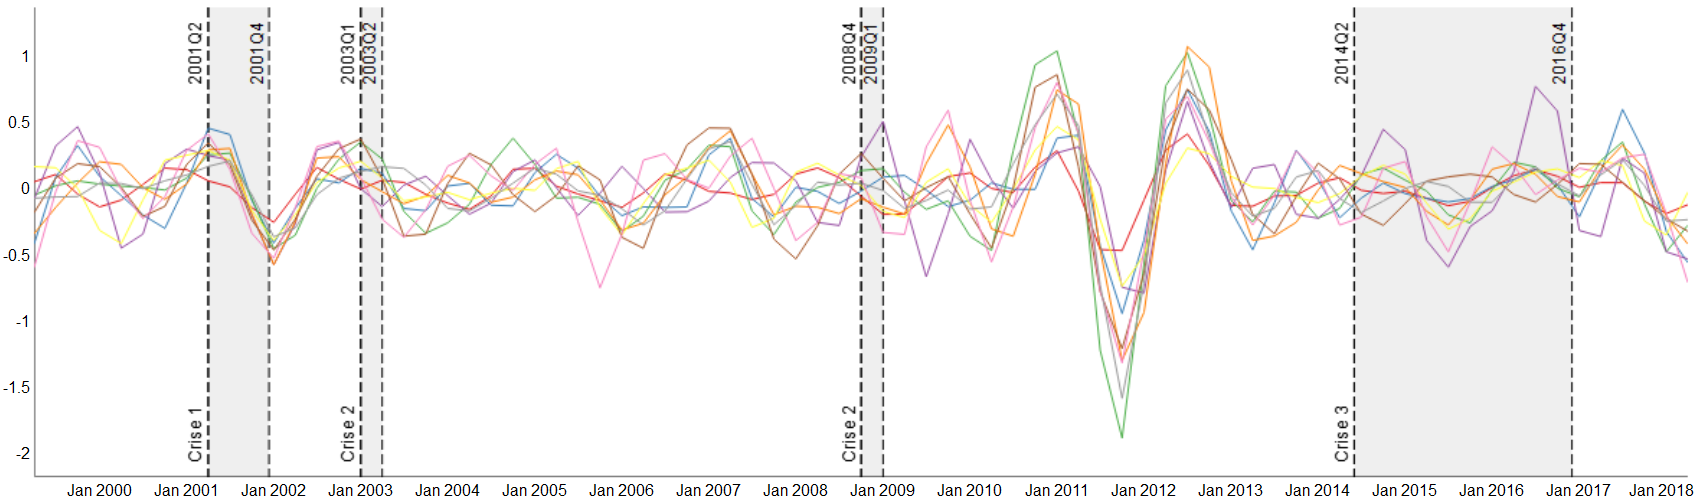 2001Q2
2001Q4
2003Q1
2003Q2
2008Q4
2009Q1
2014Q2
2016Q4
1
0.5
0
-0.5
-1
-1.5
-2
Crise 1
Crise 2
Crise 2
Crise 3
Jan 2000
Jan 2001
Jan 2002
Jan 2003
Jan 2004
Jan 2005
Jan 2006
Jan 2007
Jan 2008
Jan 2009
Jan 2010
Jan 2011
Jan 2012
Jan 2013
Jan 2014
Jan 2015
Jan 2016
Jan 2017
Jan 2018